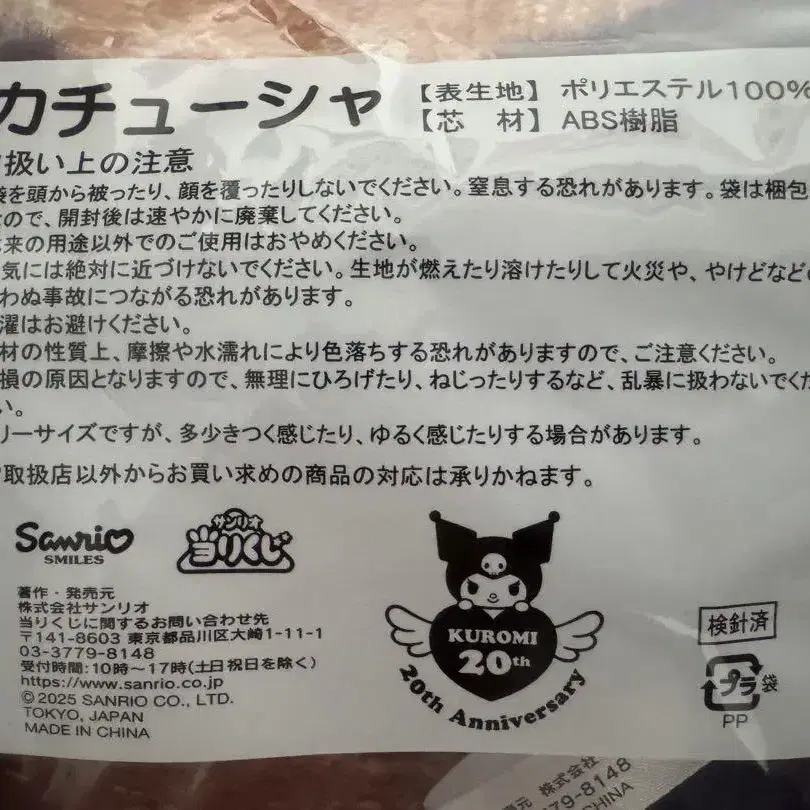 カチューシャ
【表生地】 ポリエステル100%
【芯 材】 ABS樹脂
扱い上の注意
袋を頭から被ったり、顔を覆ったりしないでください。窒息する恐れがあります。袋は梱包
ので、開封後は速やかに廃棄してください。
来の用途以外でのご使用はおやめください。
気には絶対に近づけないでください。生地が燃えたり溶けたりして火災や、やけどなど
わぬ事故につながる恐れがあります。
濯はお避けください。
材の性質上、摩擦や水濡れにより色落ちする恐れがありますので、ご注意ください。
損の原因となりますので、無理にひろげたり、ねじったりするなど、乱暴に扱わないでくだ
い。
リーサイズですが、多少きつく感じたり、ゆるく感じたりする場合があります。
取扱店以外からお買い求めの商品の対応は承りかねます。
Sanrio
SMILES
サンリオ
当りくじ
著作・発売元
株式会社サンリオ
当りくじに関するお問い合わせ先
〒141-8603 東京都品川区大崎1-11-1
03-3779-8148
受付時間:10時〜17時(土日祝日を除く)
https://www.sanrio.co.jp
©2025 SANRIO CO., LTD.
TOKYO, JAPAN
MADE IN CHINA
KUROMI
20th
20th Anniversary
検針済
プラ
袋
PP
元 株式会社
79-8148
CHINA